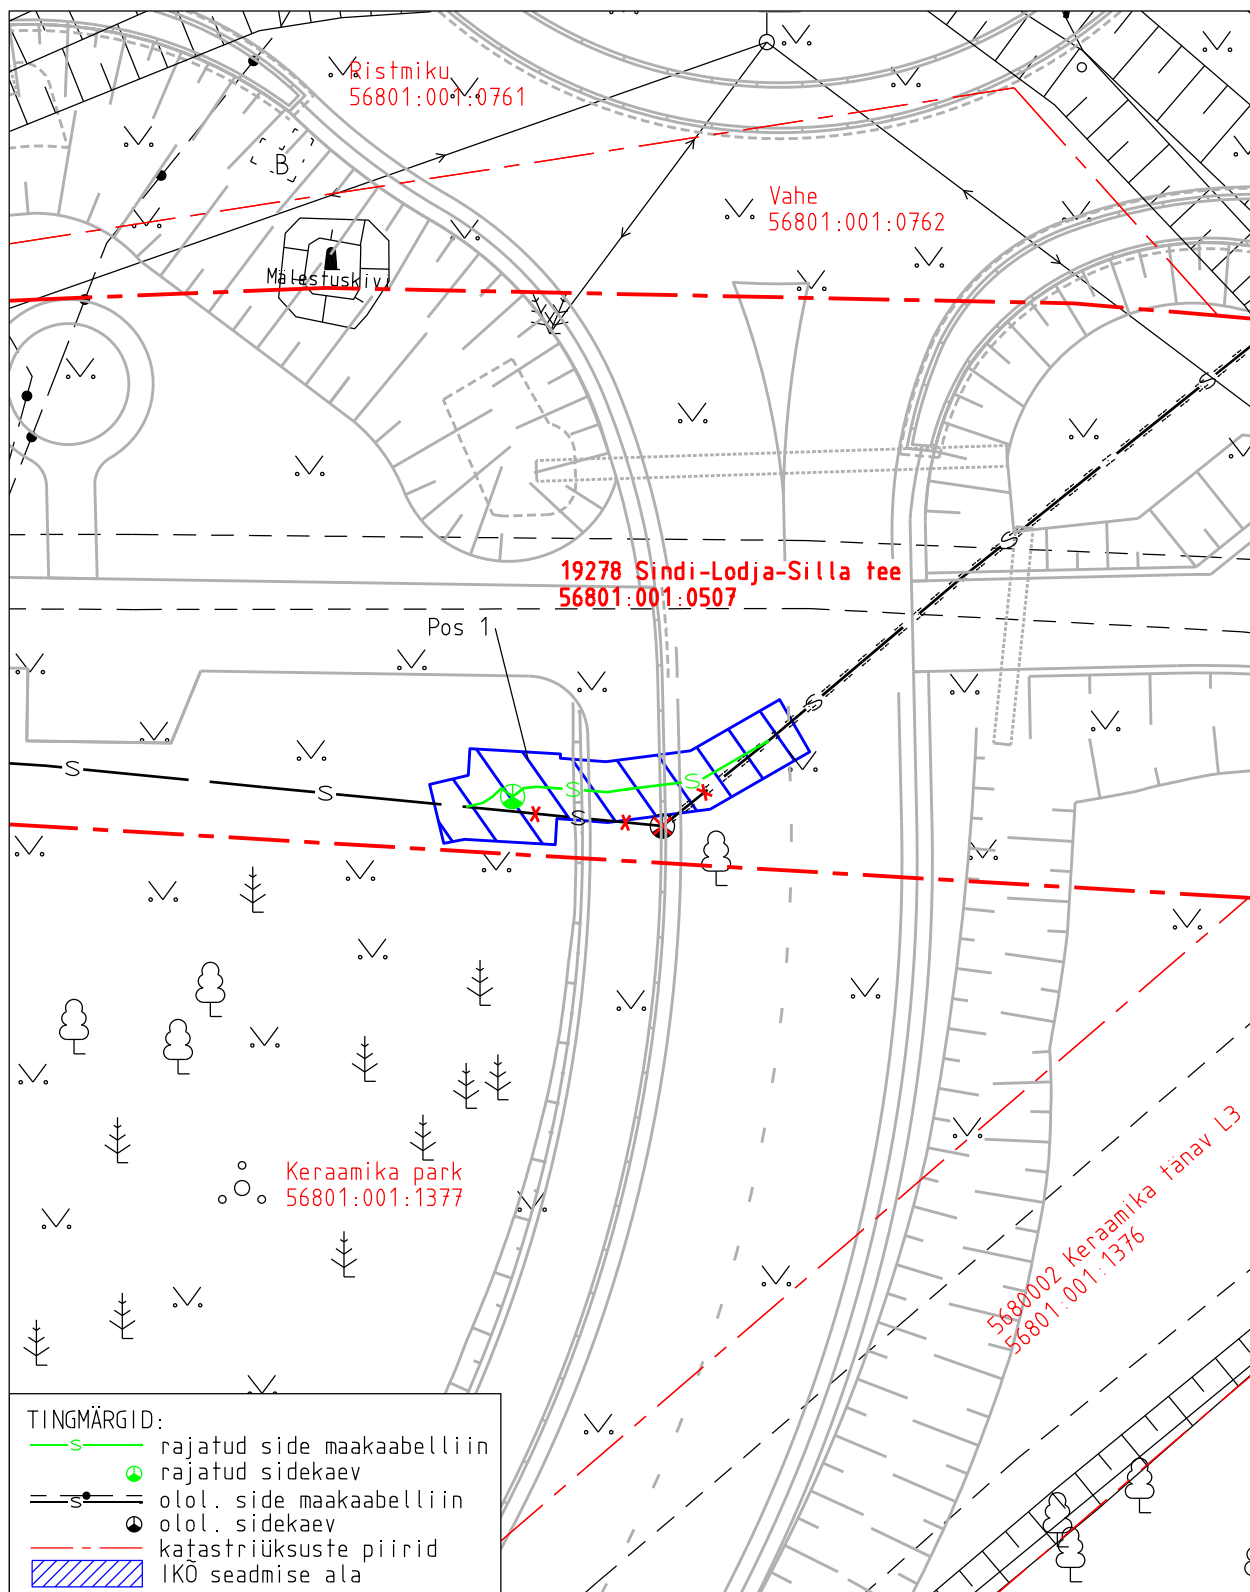 Ristmiku
56801:001:0761
B
Vahe
56801:001:0762
Mälestuskivi
S
S
19278 Sindi-Lodja-Silla tee
56801:001:0507
Pos 1
S
S
S
S
S
S
Keraamika park
56801:001:1377
5680002 Keraamika tänav L3
56801:001:1376
TINGMÄRGID:
S rajatud side maakaabelliin
rajatud sidekaev
S olol. side maakaabelliin
olol. sidekaev
katastriüksuste piirid
IKÕ seadmise ala